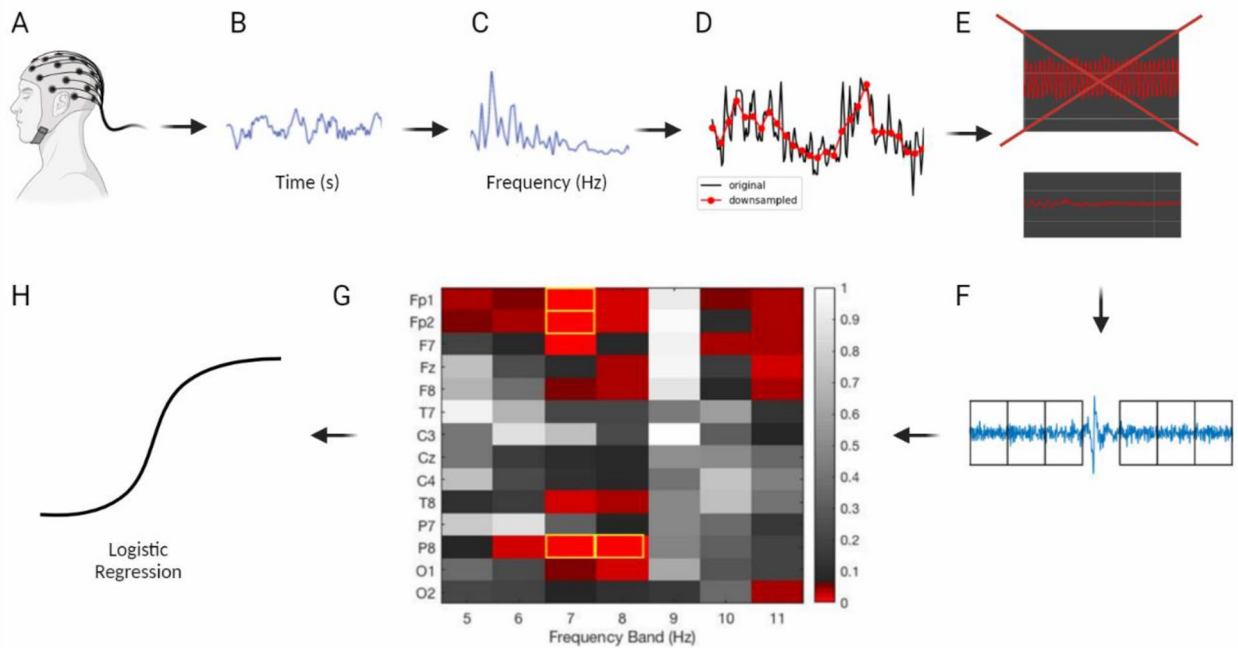 A
B
C
D
E
Time (s)
Frequency (Hz)
original
downsampled
H
G
F
Fp1
Fp2
F7
Fz
F8
T7
C3
Cz
C4
T8
P7
P8
O1
O2
1
0.9
0.8
0.7
0.6
0.5
0.4
0.3
0.2
0.1
0
5 6 7 8 9 10 11
Frequency Band (Hz)
Logistic
Regression